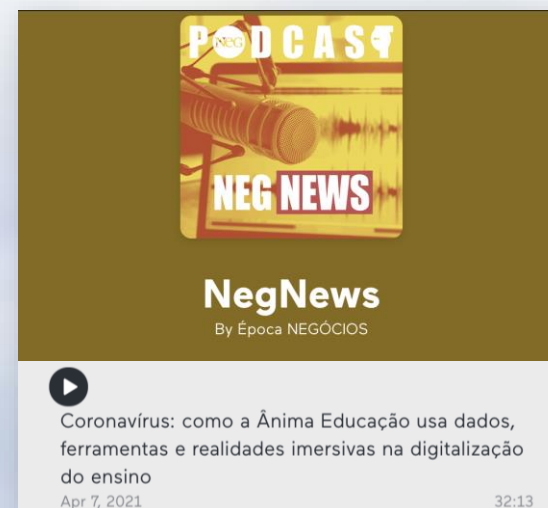 PODCAST
NEG
NEG NEWS
NegNews
By Época NEGÓCIOS
Coronavírus: como a Ânima Educação usa dados,
ferramentas e realidades imersivas na digitalização
do ensino
Apr 7, 2021 32:13